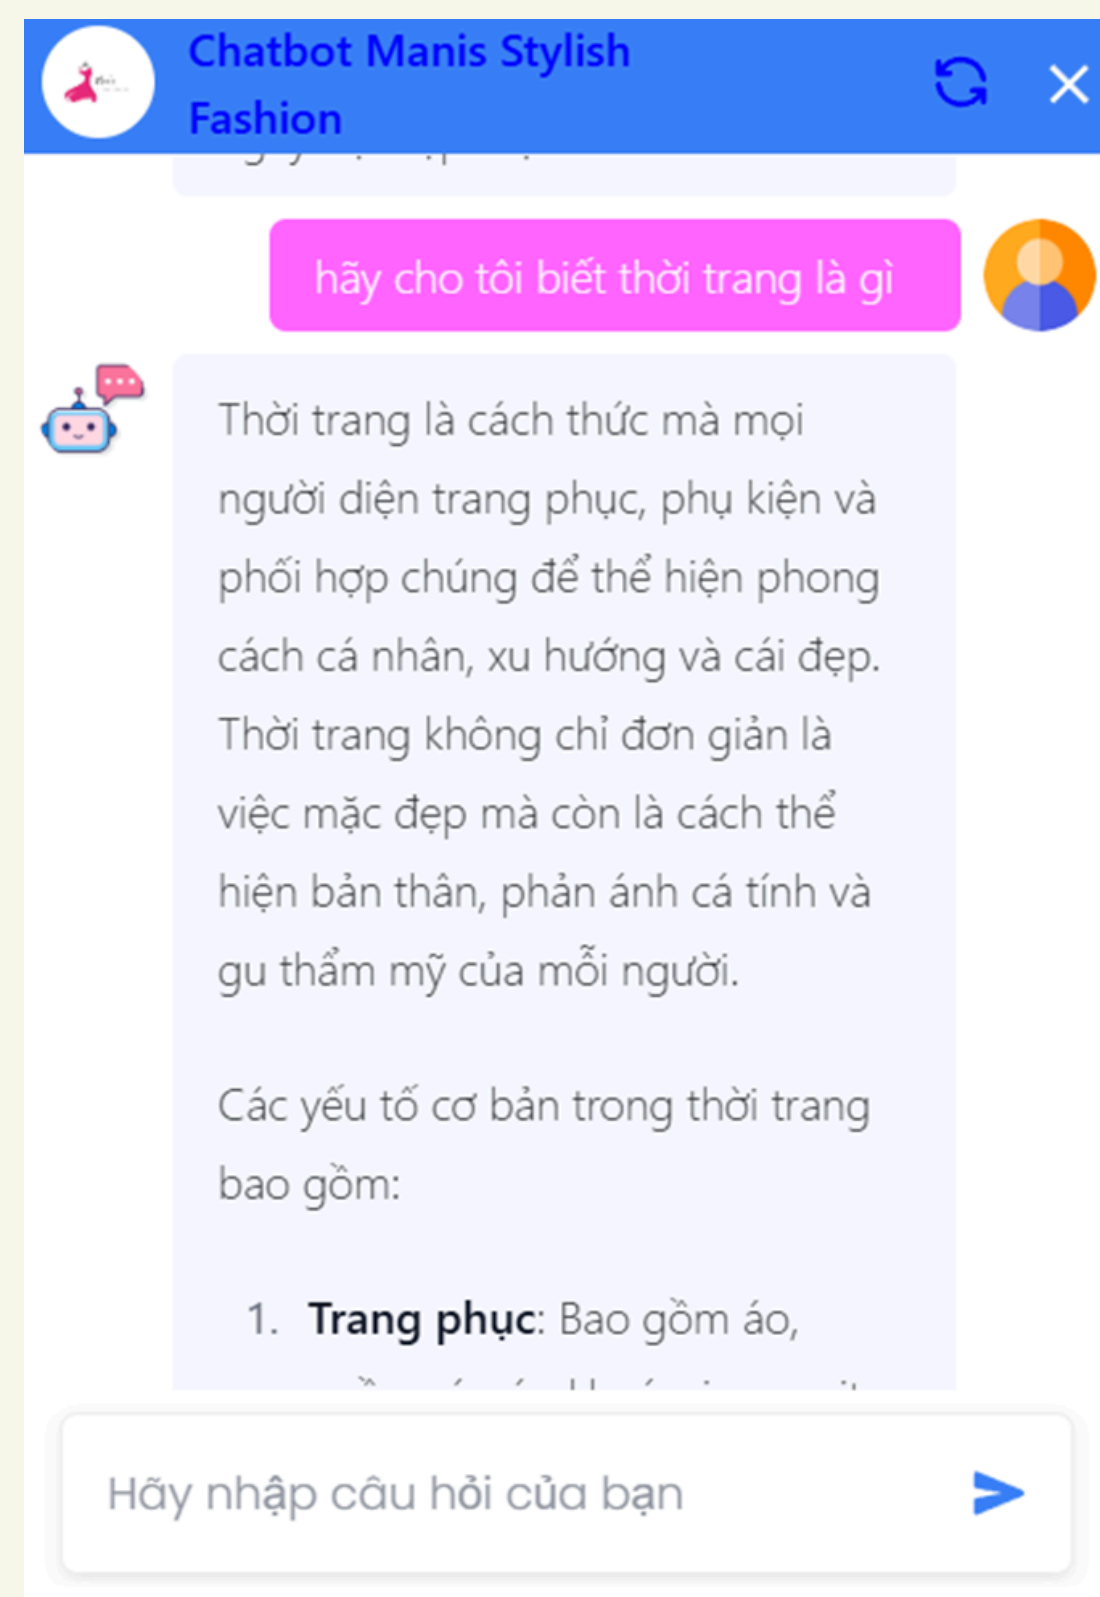 Chatbot Manis Stylish
Fashion
hãy cho tôi biết thời trang là gì
Thời trang là cách thức mà mọi
người diện trang phục, phụ kiện và
phối hợp chúng để thể hiện phong
cách cá nhân, xu hướng và cái đẹp.
Thời trang không chỉ đơn giản là
việc mặc đẹp mà còn là cách thể
hiện bản thân, phản ánh cá tính và
gu thẩm mỹ của mỗi người.
Các yếu tố cơ bản trong thời trang
bao gồm:
1. Trang phục: Bao gồm áo,
Hãy nhập câu hỏi của bạn